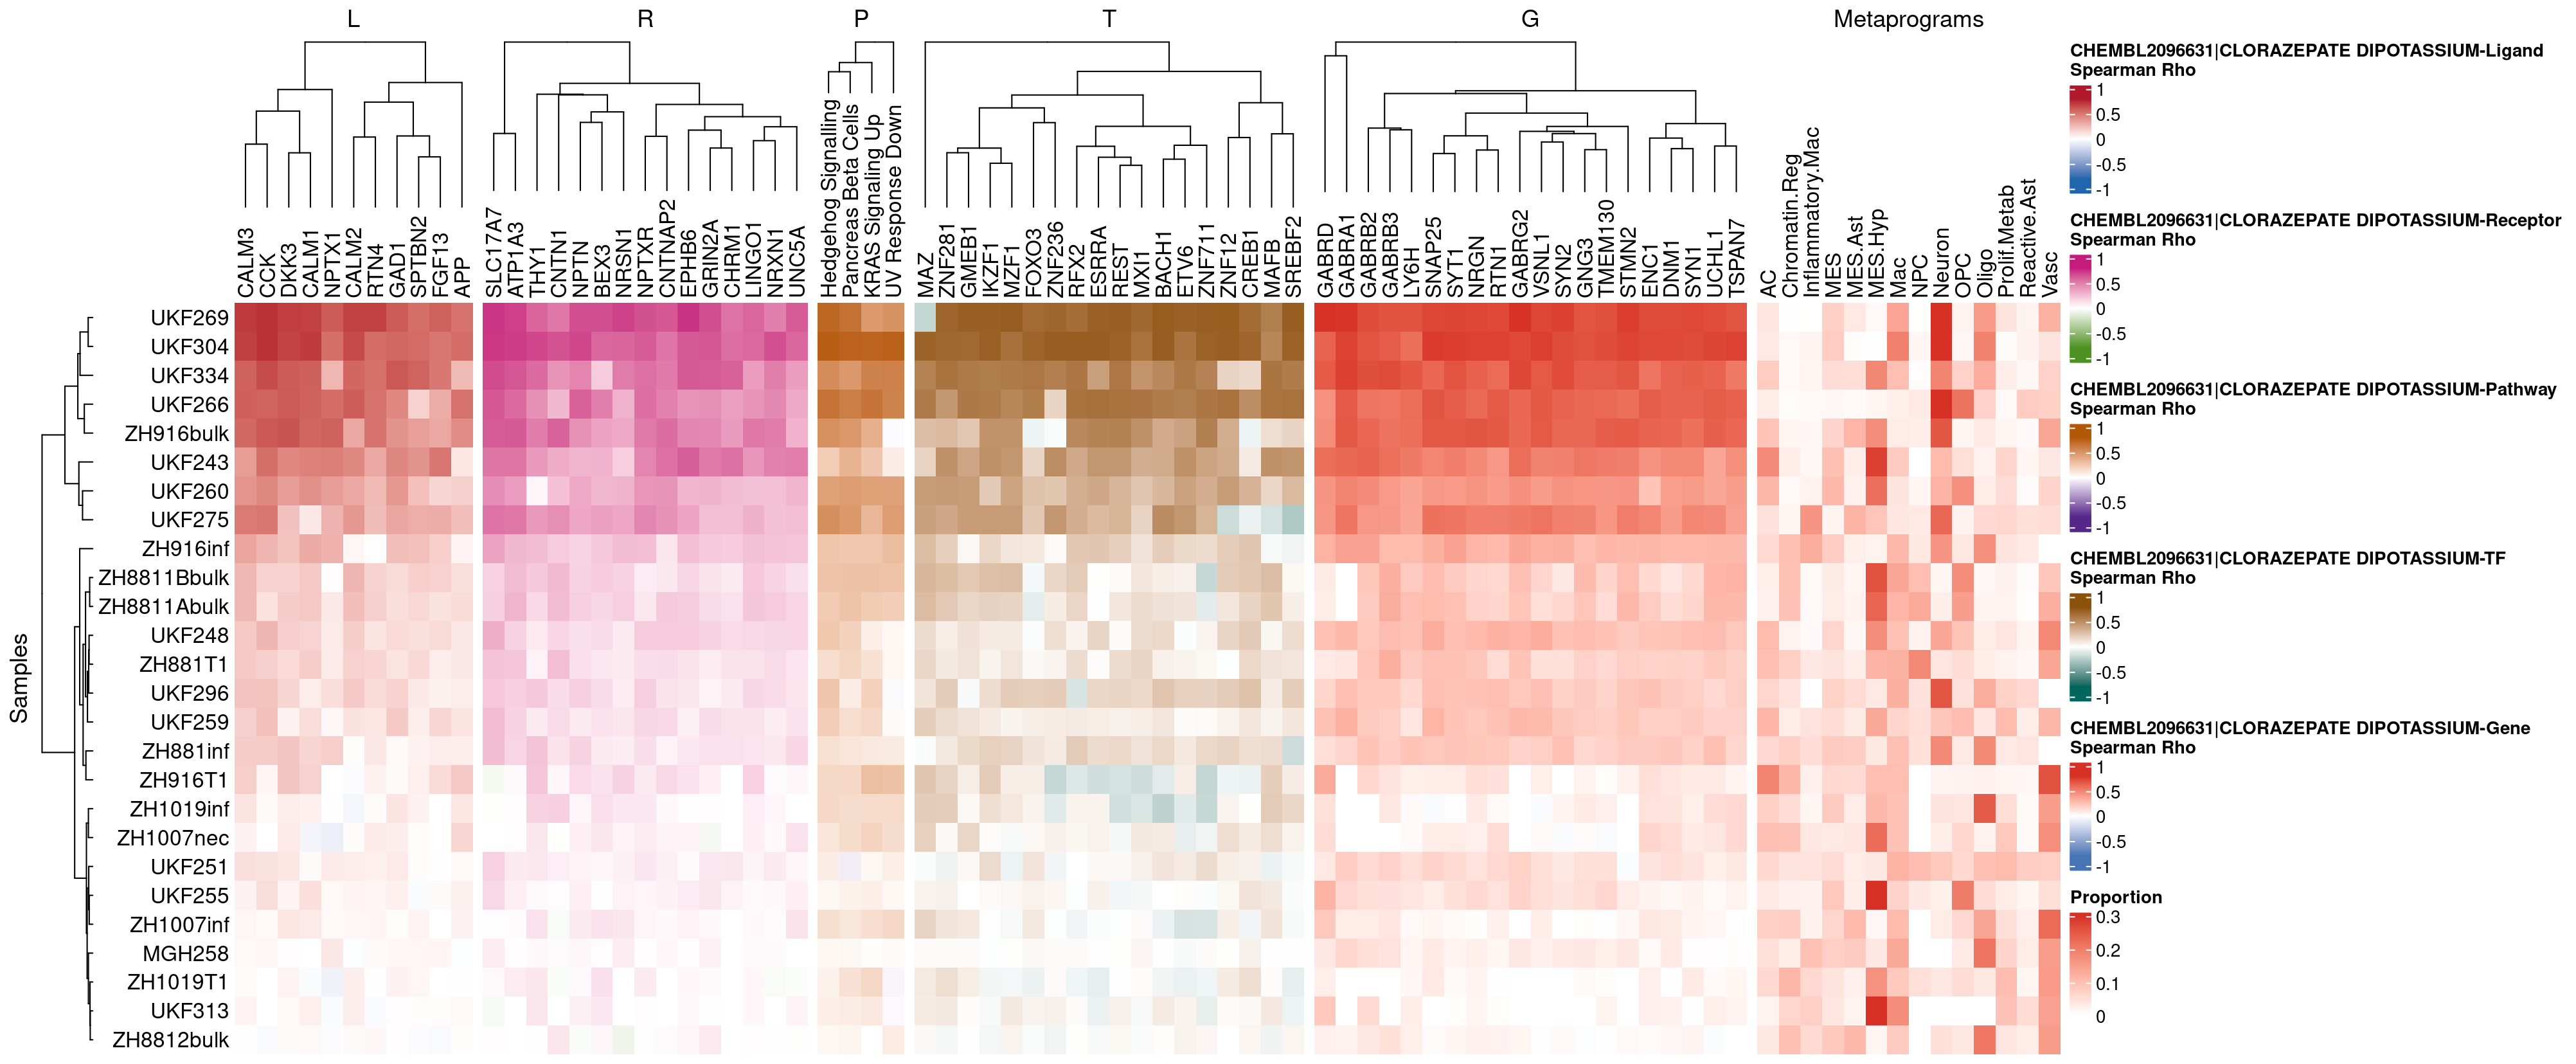 L R P T G Metaprograms
Hedgehog Signalling
Pancreas Beta Cells
KRAS Signaling Up
UV Response Down
CALM3
CCK
DKK3
CALM1
NPTX1
CALM2
RTN4
GAD1
SPTBN2
FGF13
APP
SLC17A7
ATP1A3
THY1
CNTN1
NPTN
BEX3
NRSN1
NPTXR
CNTNAP2
EPHB6
GRIN2A
CHRM1
LINGO1
NRXN1
UNC5A
MAZ
ZNF281
GMEB1
IKZF1
MZF1
FOXO3
ZNF236
RFX2
ESRRA
REST
MXI1
BACH1
ETV6
ZNF711
ZNF12
CREB1
MAFB
SREBF2
GABRD
GABRA1
GABRB2
GABRB3
LY6H
SNAP25
SYT1
NRGN
RTN1
GABRG2
VSNL1
SYN2
GNG3
TMEM130
STMN2
ENC1
DNM1
SYN1
UCHL1
TSPAN7
AC
Chromatin.Reg
Inflammatory.Mac
MES
MES.Ast
MES.Hyp
Mac
NPC
Neuron
OPC
Oligo
Prolif.Metab
Reactive.Ast
Vasc
Samples
UKF269
UKF304
UKF334
UKF266
ZH916bulk
UKF243
UKF260
UKF275
ZH916inf
ZH8811Bbulk
ZH8811Abulk
UKF248
ZH881T1
UKF296
UKF259
ZH881inf
ZH916T1
ZH1019inf
ZH1007nec
UKF251
UKF255
ZH1007inf
MGH258
ZH1019T1
UKF313
ZH8812bulk
CHEMBL2096631|CLORAZEPATE DIPOTASSIUM-Ligand
Spearman Rho
1
0.5
0
-0.5
-1
CHEMBL2096631|CLORAZEPATE DIPOTASSIUM-Receptor
Spearman Rho
1
0.5
0
-0.5
-1
CHEMBL2096631|CLORAZEPATE DIPOTASSIUM-Pathway
Spearman Rho
1
0.5
0
-0.5
-1
CHEMBL2096631|CLORAZEPATE DIPOTASSIUM-TF
Spearman Rho
1
0.5
0
-0.5
-1
CHEMBL2096631|CLORAZEPATE DIPOTASSIUM-Gene
Spearman Rho
1
0.5
0
-0.5
-1
Proportion
0.3
0.2
0.1
0